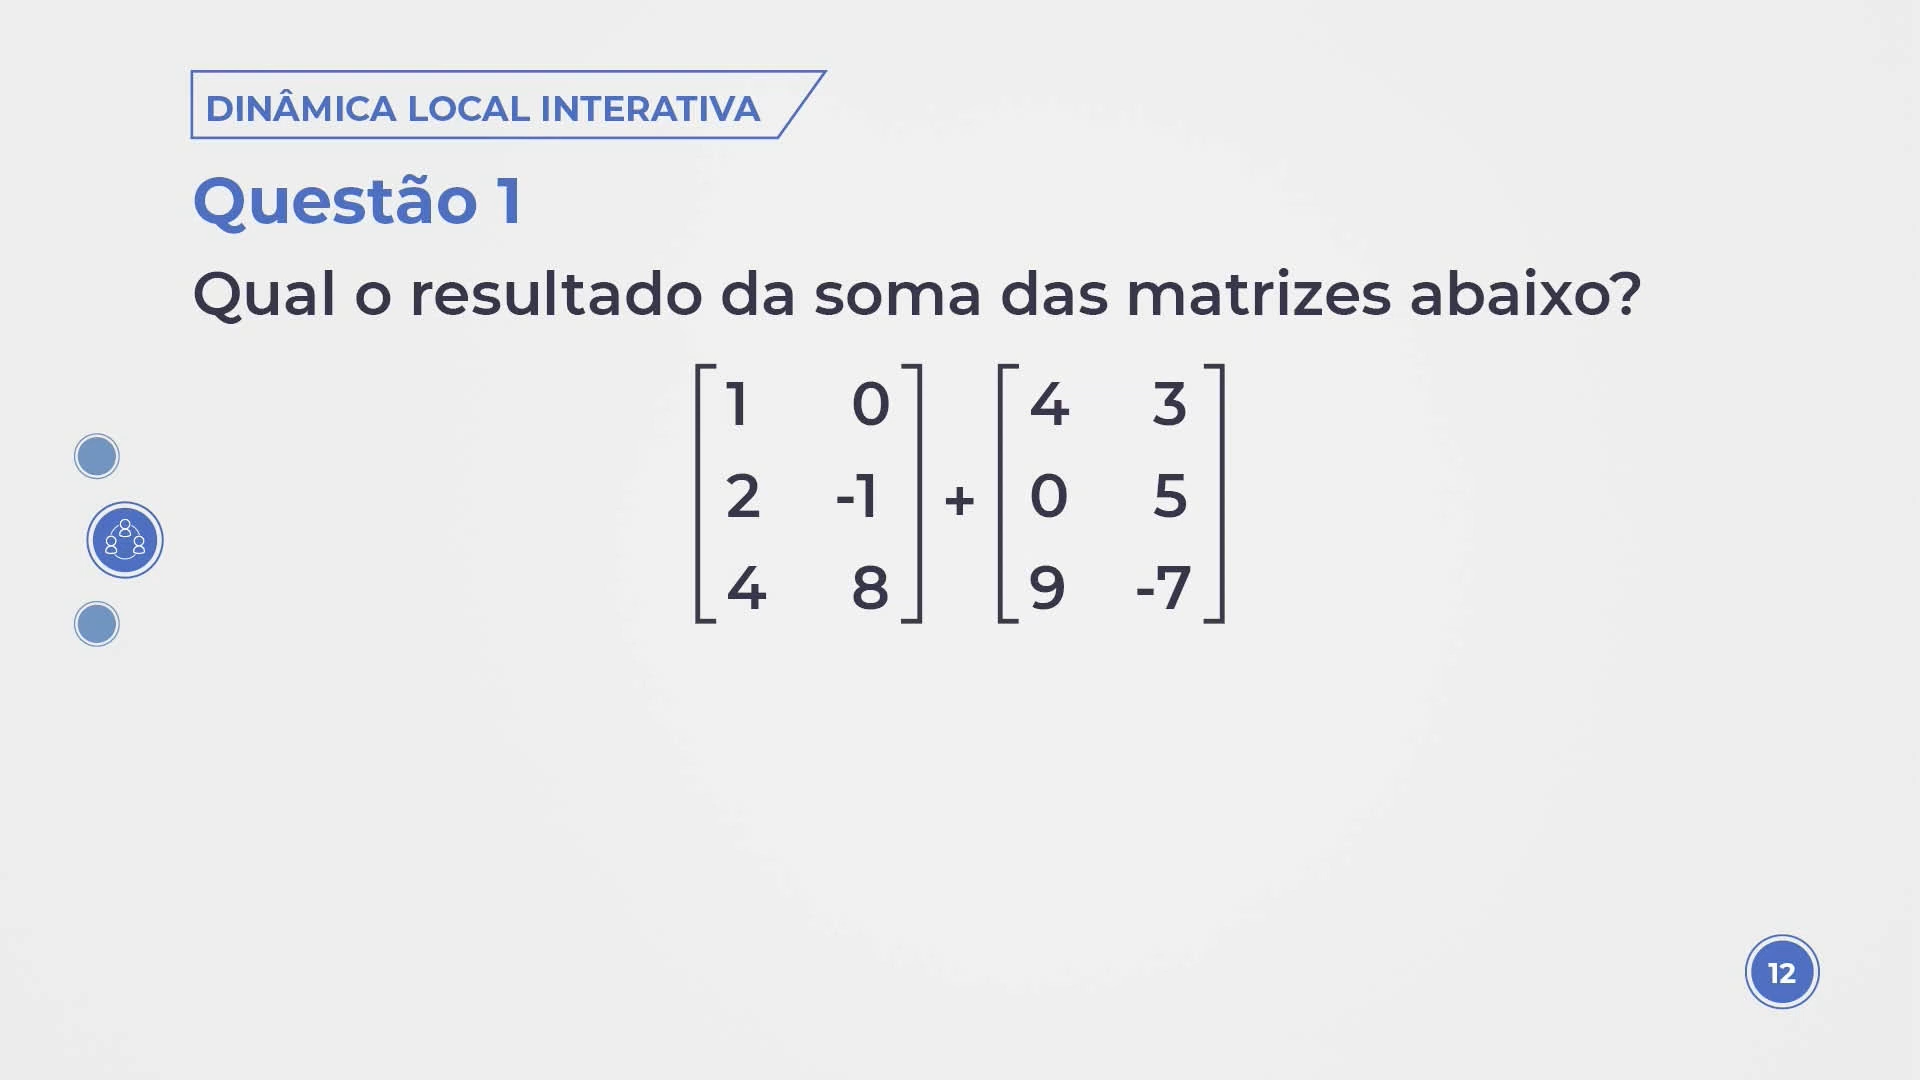 DINÂMICA LOCAL INTERATIVA
Questão 1
Qual o resultado da soma das matrizes abaixo?
1 0 4 3
2 -1 + 0 5
4 8 9 -7
12